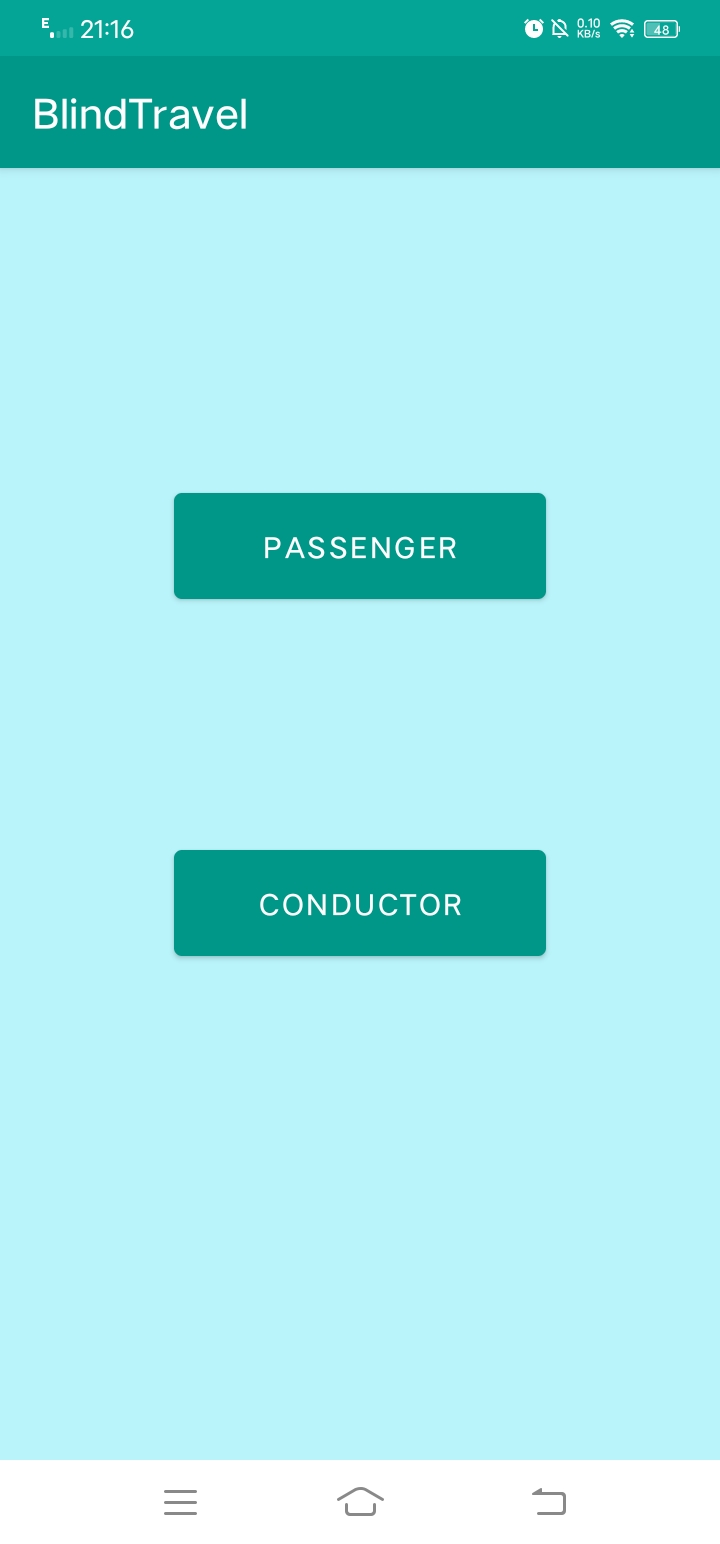 E 21:16 0.10 KB/s 48
BlindTravel
PASSENGER
CONDUCTOR